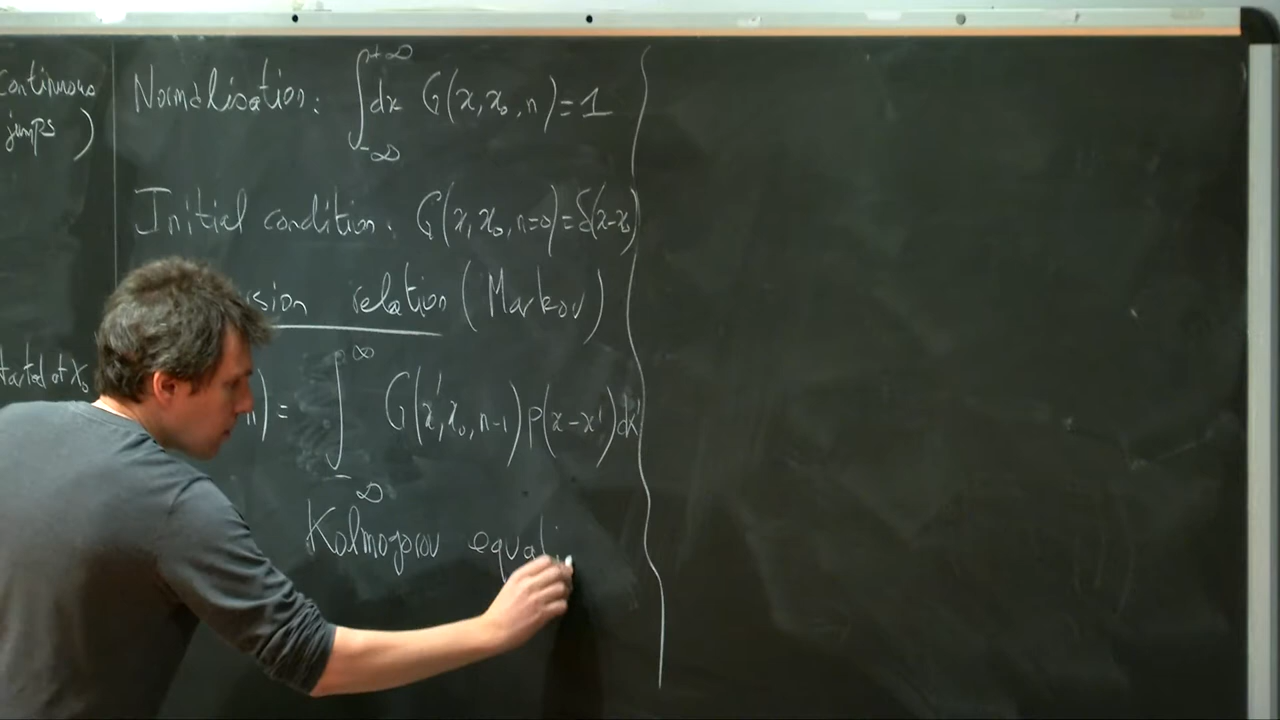 continuous
jumps)
Normalisation: ∫_{-∞}^{+∞} dx G(x, x₀, n) = 1
Initial condition. G(x, x₀, n=0) = δ(x-x₀)
relation (Markov)
started at x₀
n) = ∫_{-∞}^{∞} G(x', x₀, n-1) p(x-x') dx'
Kolmogorov